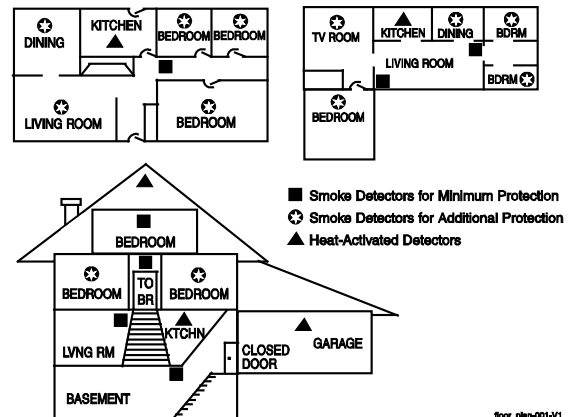 DINING
KITCHEN
BEDROOM
BEDROOM
LIVING ROOM
BEDROOM
TV ROOM
KITCHEN
DINING
BDRM
LIVING ROOM
BDRM
BEDROOM
Smoke Detectors for Minimum Protection
Smoke Detectors for Additional Protection
Heat-Activated Detectors
BEDROOM
BEDROOM
TO
BR
BEDROOM
LVNG RM
KTCHN
CLOSED
DOOR
GARAGE
BASEMENT
floor_plan-001-V1